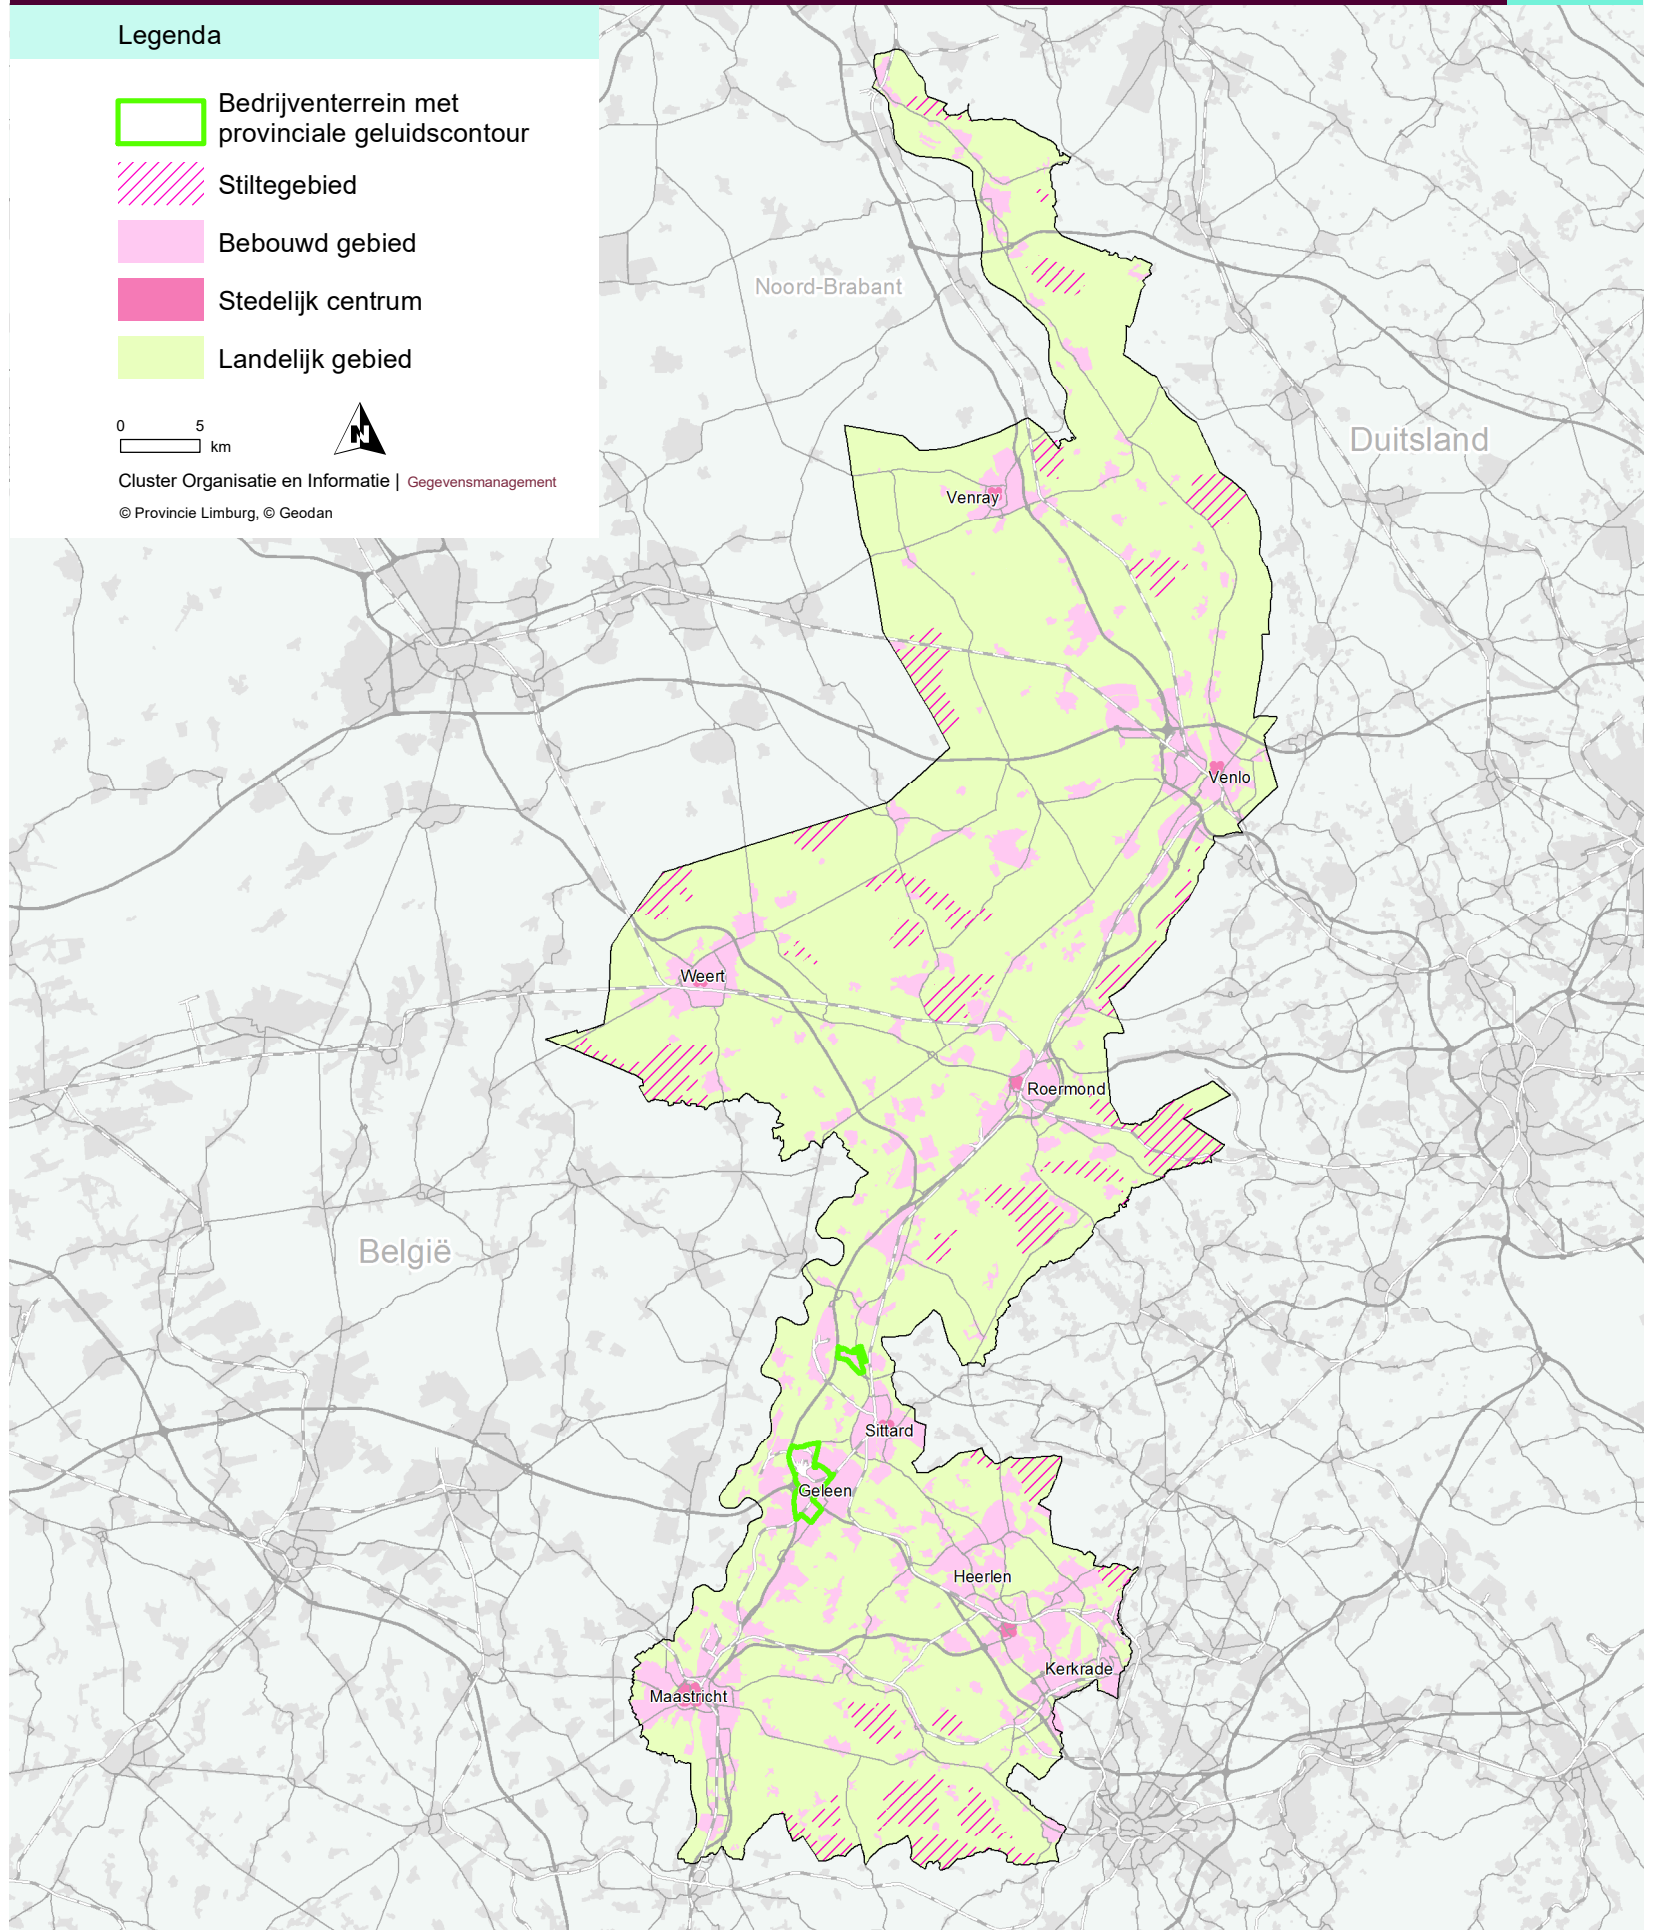 Legenda
Bedrijventerrein met
provinciale geluidscontour
Stiltegebied
Bebouwd gebied
Stedelijk centrum
Landelijk gebied
0 5
km
N
Cluster Organisatie en Informatie | Gegevensmanagement
© Provincie Limburg, © Geodan
Noord-Brabant
Duitsland
Venray
Venlo
Weert
Roermond
België
Sittard
Geleen
Heerlen
Kerkrade
Maastricht